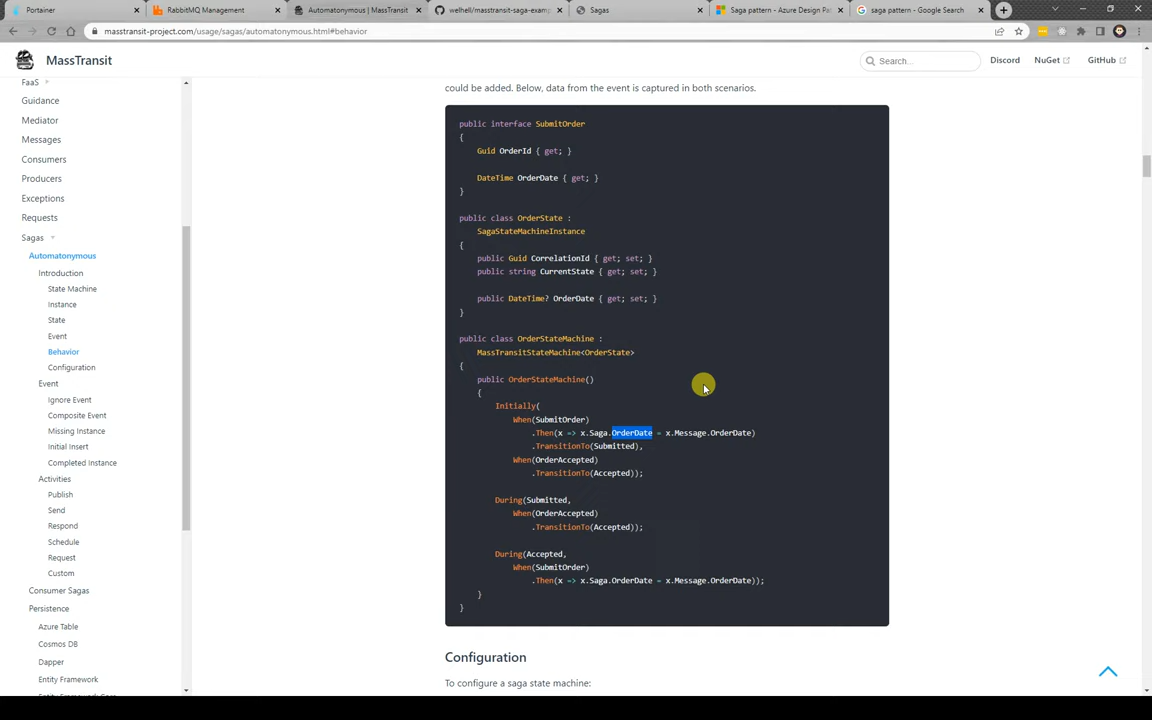 Portainer
RabbitMQ Management
Automatonymous | MassTransit
welhell/masstransit-saga-exam
Sagas
Saga pattern - Azure Design Pa
saga pattern - Google Search
masstransit-project.com/usage/sagas/automatonymous.html#behavior
MassTransit
Search...
Discord
NuGet
GitHub
FaaS
Guidance
Mediator
Messages
Consumers
Producers
Exceptions
Requests
Sagas
Automatonymous
Introduction
State Machine
Instance
State
Event
Behavior
Configuration
Event
Ignore Event
Composite Event
Missing Instance
Initial Insert
Completed Instance
Activities
Publish
Send
Respond
Schedule
Request
Custom
Consumer Sagas
Persistence
Azure Table
Cosmos DB
Dapper
Entity Framework
could be added. Below, data from the event is captured in both scenarios.
public interface SubmitOrder
{
Guid OrderId { get; }
DateTime OrderDate { get; }
}
public class OrderState :
SagaStateMachineInstance
{
public Guid CorrelationId { get; set; }
public string CurrentState { get; set; }
public DateTime? OrderDate { get; set; }
}
public class OrderStateMachine :
MassTransitStateMachine<OrderState>
{
public OrderStateMachine()
{
Initially(
When(SubmitOrder)
.Then(x => x.Saga.OrderDate = x.Message.OrderDate)
.TransitionTo(Submitted),
When(OrderAccepted)
.TransitionTo(Accepted));
During(Submitted,
When(OrderAccepted)
.TransitionTo(Accepted));
During(Accepted,
When(SubmitOrder)
.Then(x => x.Saga.OrderDate = x.Message.OrderDate));
}
}
Configuration
To configure a saga state machine: